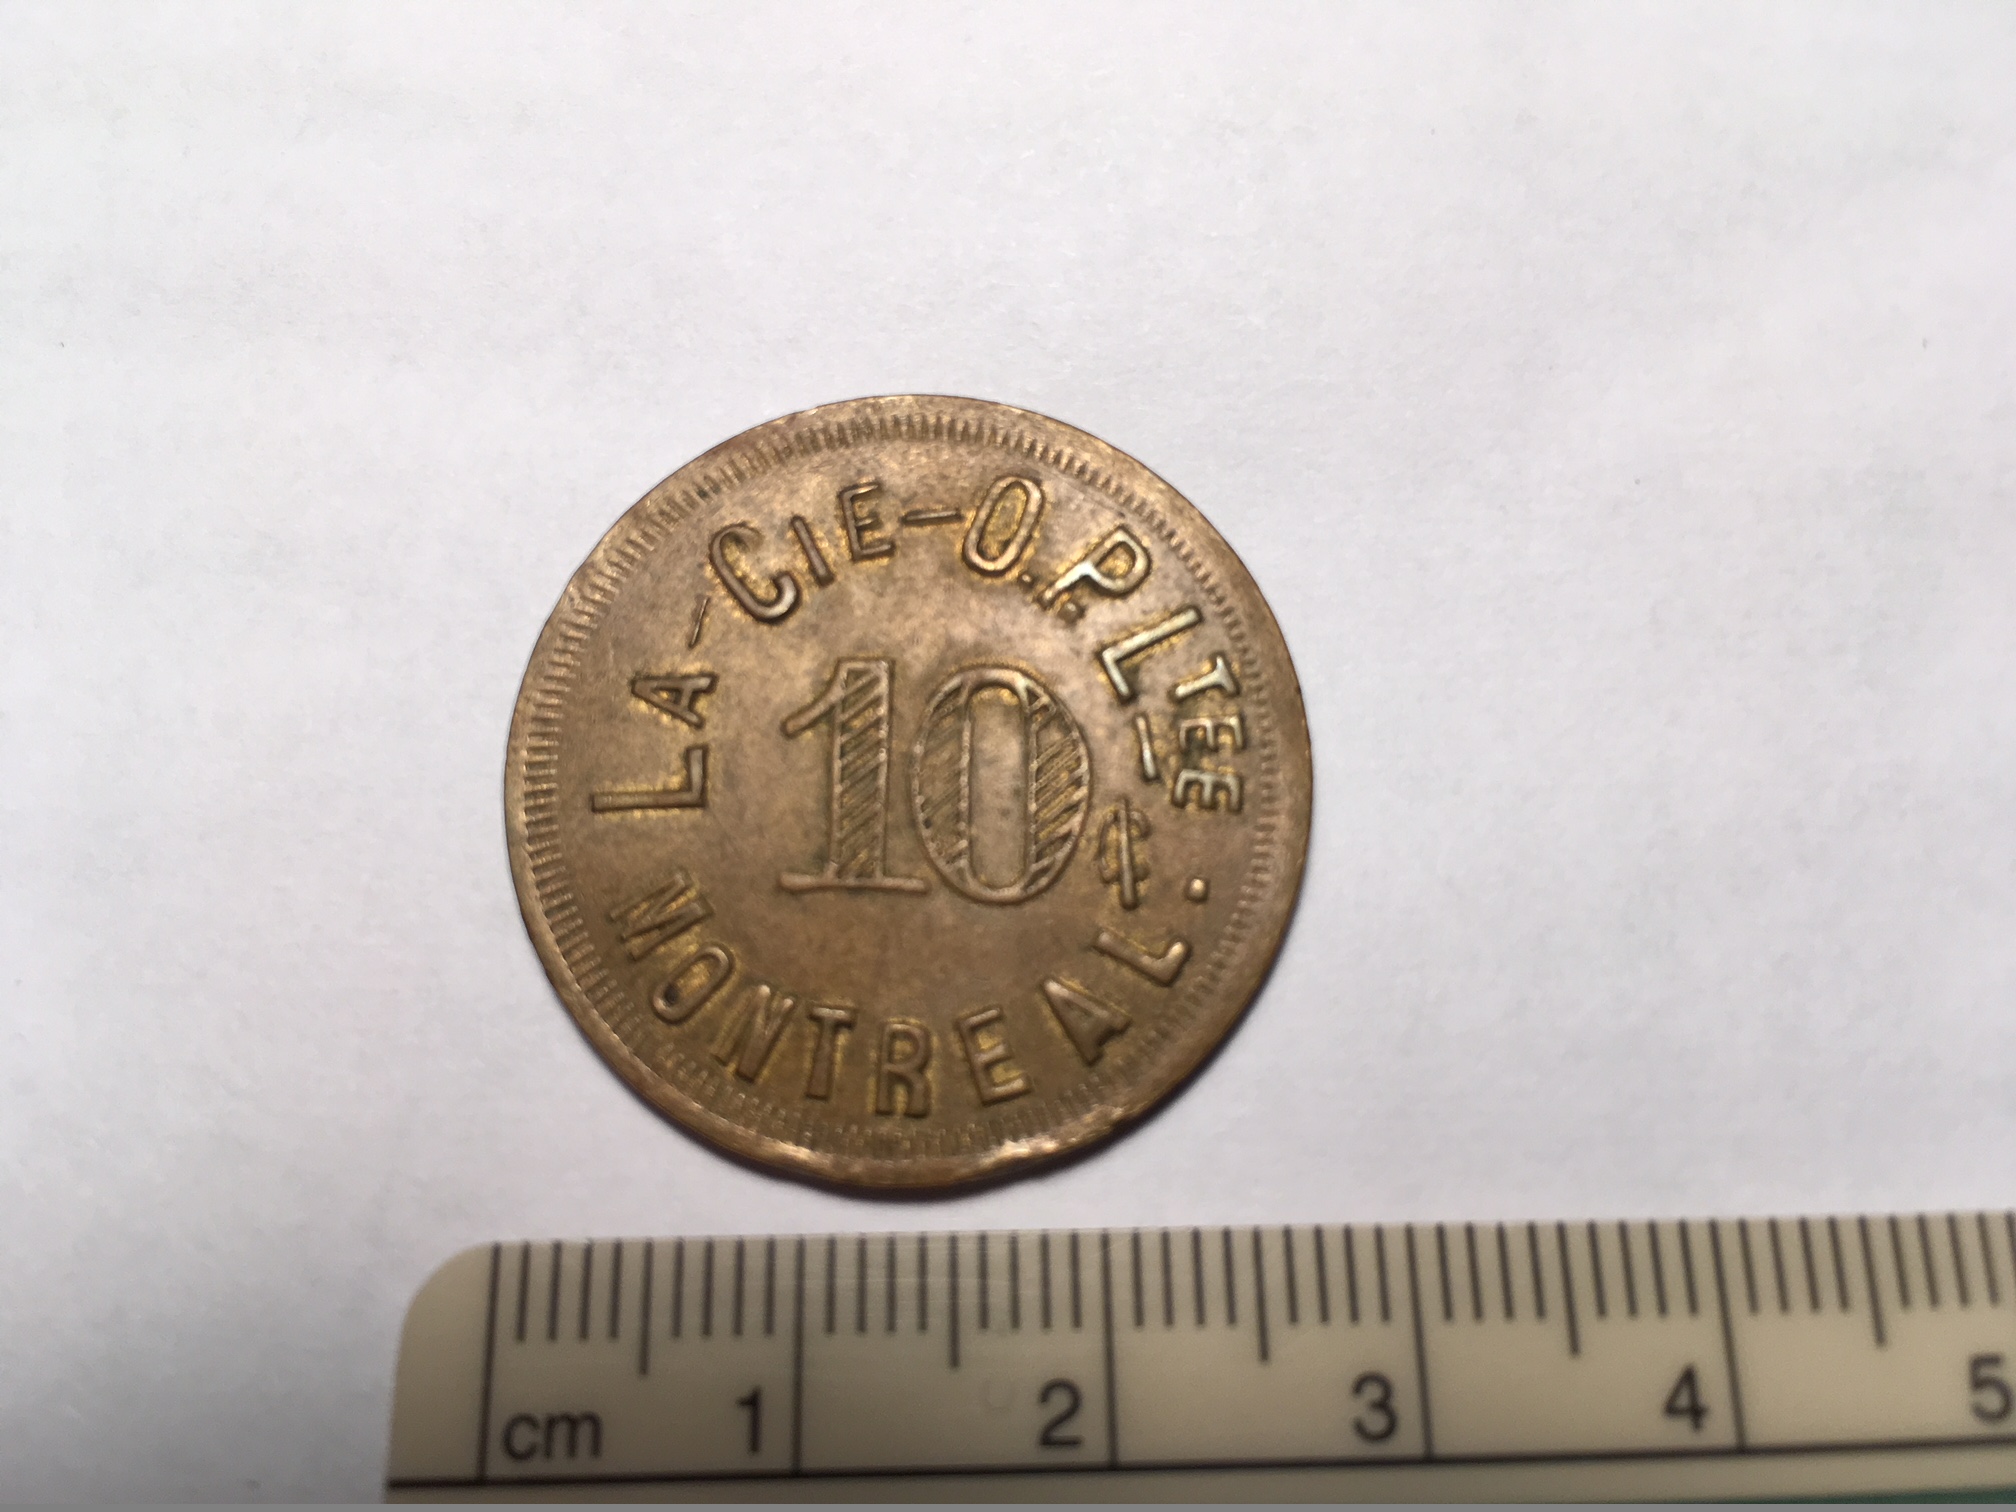 LA-CIE-O.P. LTEE
10¢
MONTREAL.
cm 1 2 3 4 5